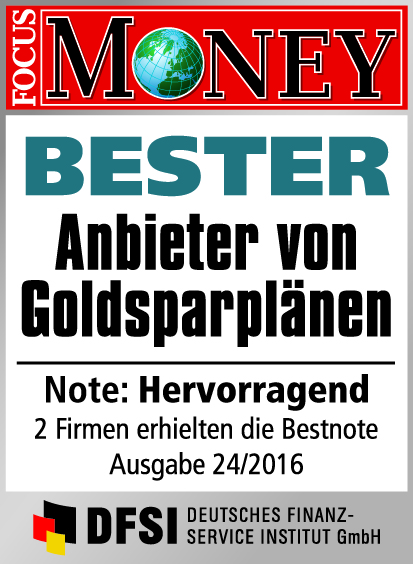 FOCUS
MONEY
BESTER
Anbieter von
Goldsparplänen
Note: Hervorragend
2 Firmen erhielten die Bestnote
Ausgabe 24/2016
DFSI DEUTSCHES FINANZ-
SERVICE INSTITUT GmbH